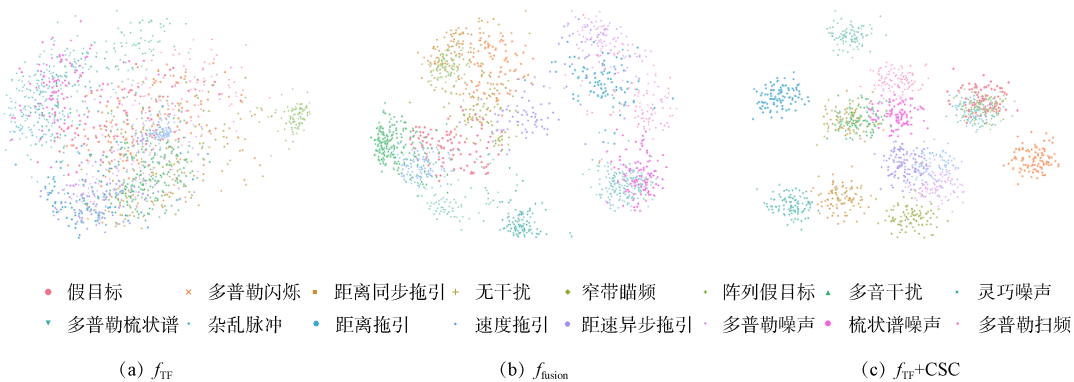 假目标 多普勒闪烁 距离同步拖引 无干扰 窄带瞄频 阵列假目标 多音干扰 灵巧噪声
多普勒梳状谱 杂乱脉冲 距离拖引 速度拖引 距速异步拖引 多普勒噪声 梳状谱噪声 多普勒扫频
(a) fTF (b) ffusion (c) fTF+CSC